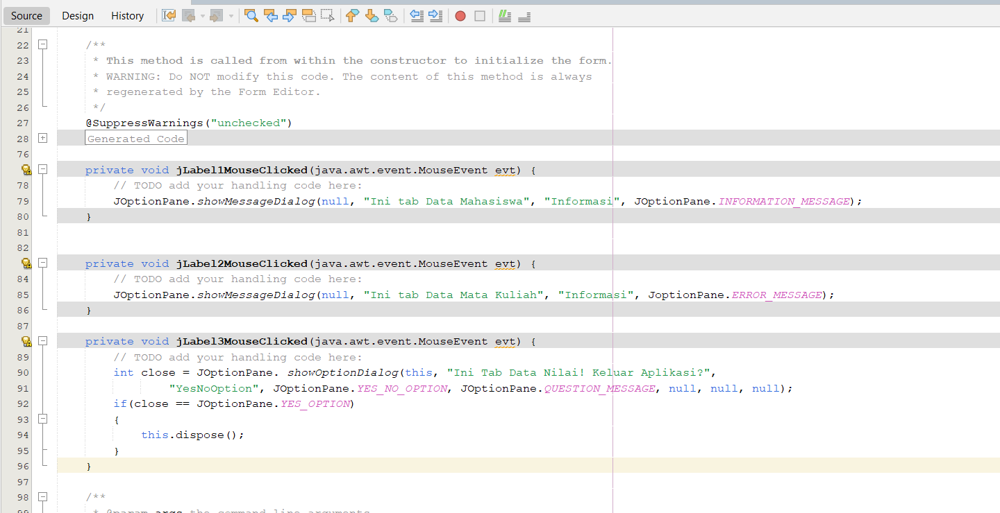 Source Design History
21
22 /**
23 * This method is called from within the constructor to initialize the form.
24 * WARNING: Do NOT modify this code. The content of this method is always
25 * regenerated by the Form Editor.
26 */
27 @SuppressWarnings("unchecked")
28 Generated Code
76
private void jLabel1MouseClicked(java.awt.event.MouseEvent evt) {
78 // TODO add your handling code here:
79 JOptionPane.showMessageDialog(null, "Ini tab Data Mahasiswa", "Informasi", JOptionPane.INFORMATION_MESSAGE);
80 }
81
82
private void jLabel2MouseClicked(java.awt.event.MouseEvent evt) {
84 // TODO add your handling code here:
85 JOptionPane.showMessageDialog(null, "Ini tab Data Mata Kuliah", "Informasi", JoptionPane.ERROR_MESSAGE);
86 }
87
private void jLabel3MouseClicked(java.awt.event.MouseEvent evt) {
89 // TODO add your handling code here:
90 int close = JOptionPane. showOptionDialog(this, "Ini Tab Data Nilai! Keluar Aplikasi?",
91 "YesNoOption", JOptionPane.YES_NO_OPTION, JOptionPane.QUESTION_MESSAGE, null, null, null);
92 if(close == JOptionPane.YES_OPTION)
93 {
94 this.dispose();
95 }
96 }
97
98 /**
99 * @param args the command line arguments